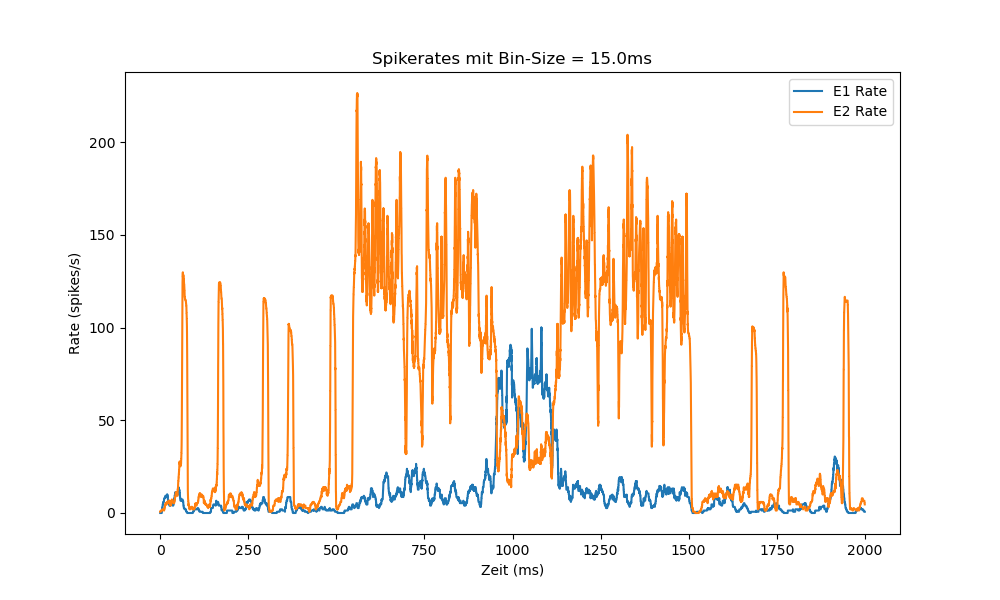 Spikerates mit Bin-Size = 15.0ms
E1 Rate
E2 Rate
Rate (spikes/s)
200
150
100
50
0
0 250 500 750 1000 1250 1500 1750 2000
Zeit (ms)